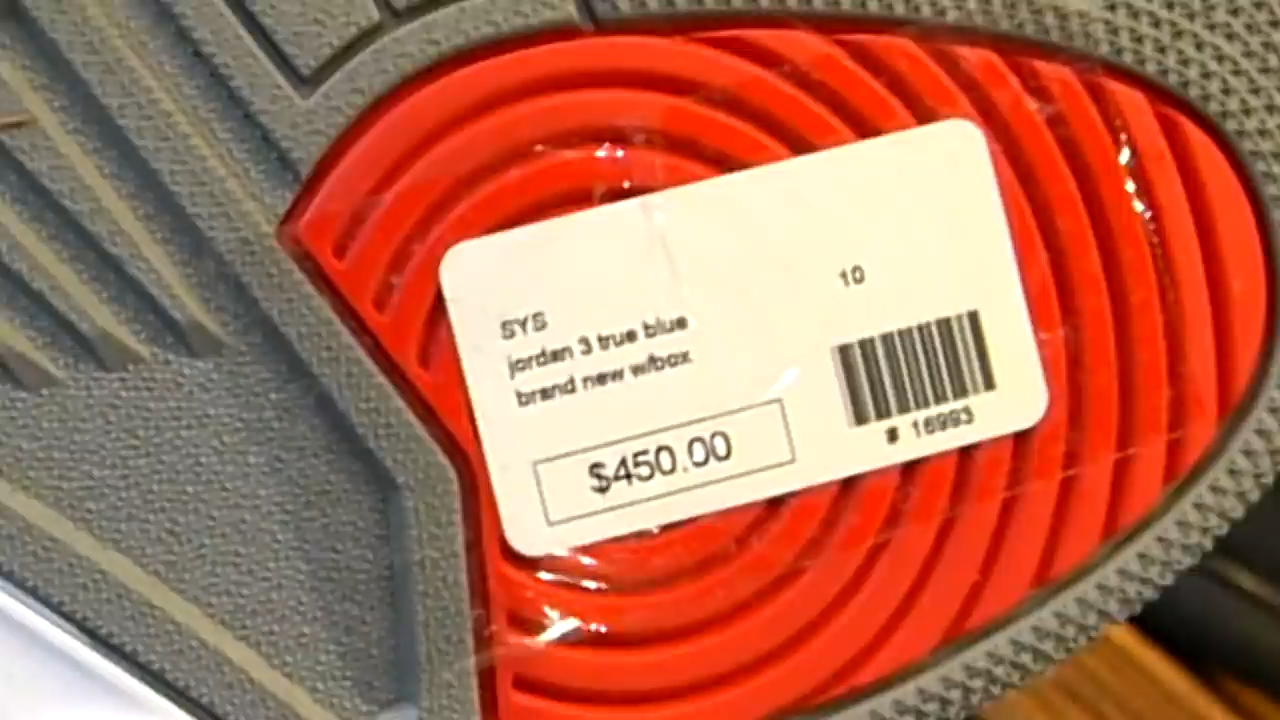 10
SYS
jordan 3 true blue
brand new w/box
$450.00
# 16993